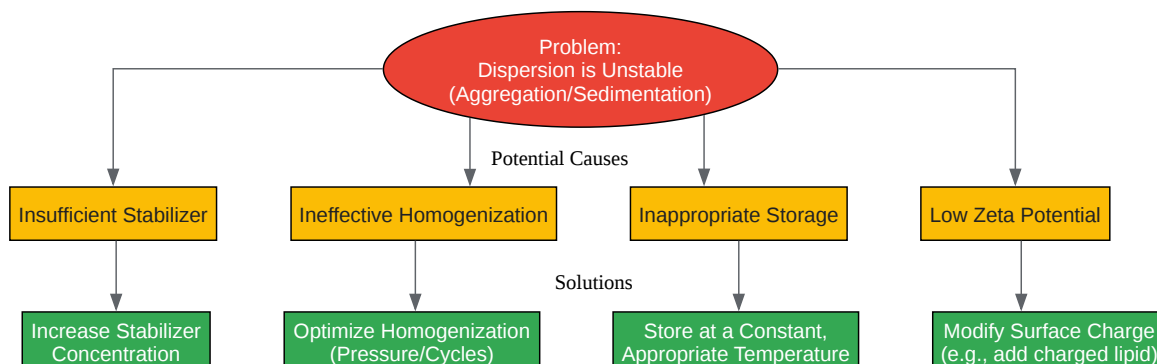 Problem:
Dispersion is Unstable
(Aggregation/Sedimentation)
Potential Causes
Insufficient Stabilizer
Ineffective Homogenization
Inappropriate Storage
Low Zeta Potential
Solutions
Increase Stabilizer
Concentration
Optimize Homogenization
(Pressure/Cycles)
Store at a Constant,
Appropriate Temperature
Modify Surface Charge
(e.g., add charged lipid)